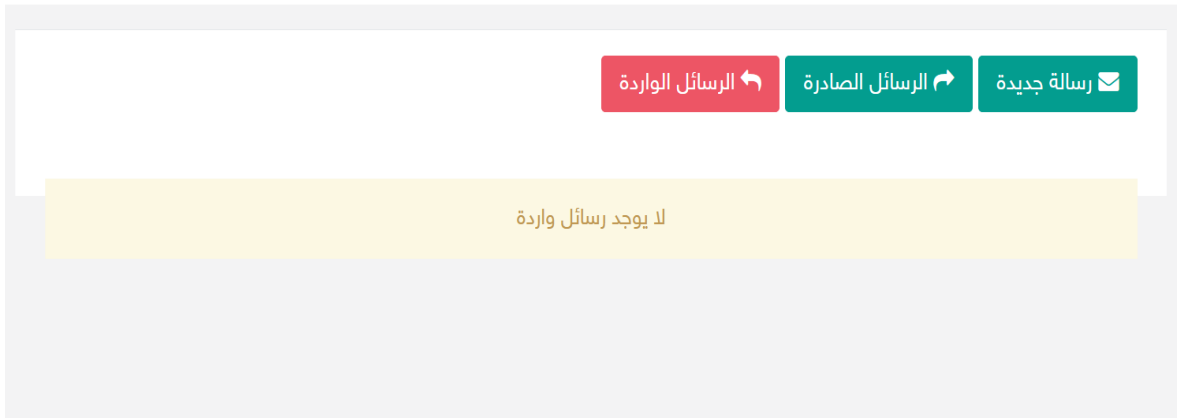 رسالة جديدة الرسائل الصادرة الرسائل الواردة
لا يوجد رسائل واردة